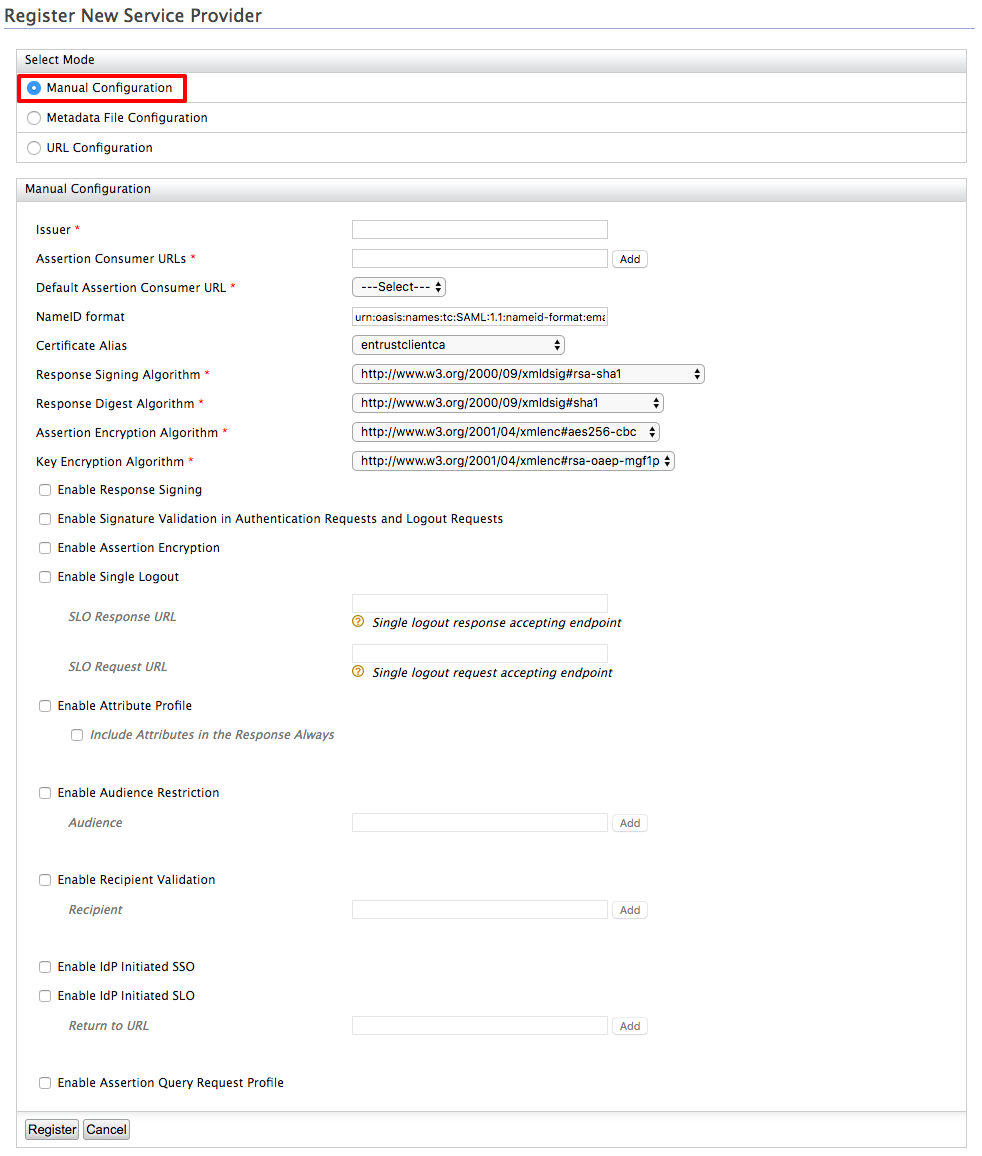 Register New Service Provider
Select Mode
Manual Configuration
Metadata File Configuration
URL Configuration
Manual Configuration
Issuer *
Assertion Consumer URLs * Add
Default Assertion Consumer URL * ---Select---
NameID format urn:oasis:names:tc:SAML:1.1:nameid-format:ema
Certificate Alias entrustclientca
Response Signing Algorithm * http://www.w3.org/2000/09/xmldsig#rsa-sha1
Response Digest Algorithm * http://www.w3.org/2000/09/xmldsig#sha1
Assertion Encryption Algorithm * http://www.w3.org/2001/04/xmlenc#aes256-cbc
Key Encryption Algorithm * http://www.w3.org/2001/04/xmlenc#rsa-oaep-mgf1p
Enable Response Signing
Enable Signature Validation in Authentication Requests and Logout Requests
Enable Assertion Encryption
Enable Single Logout
SLO Response URL
? Single logout response accepting endpoint
SLO Request URL
? Single logout request accepting endpoint
Enable Attribute Profile
Include Attributes in the Response Always
Enable Audience Restriction
Audience Add
Enable Recipient Validation
Recipient Add
Enable IdP Initiated SSO
Enable IdP Initiated SLO
Return to URL Add
Enable Assertion Query Request Profile
Register Cancel